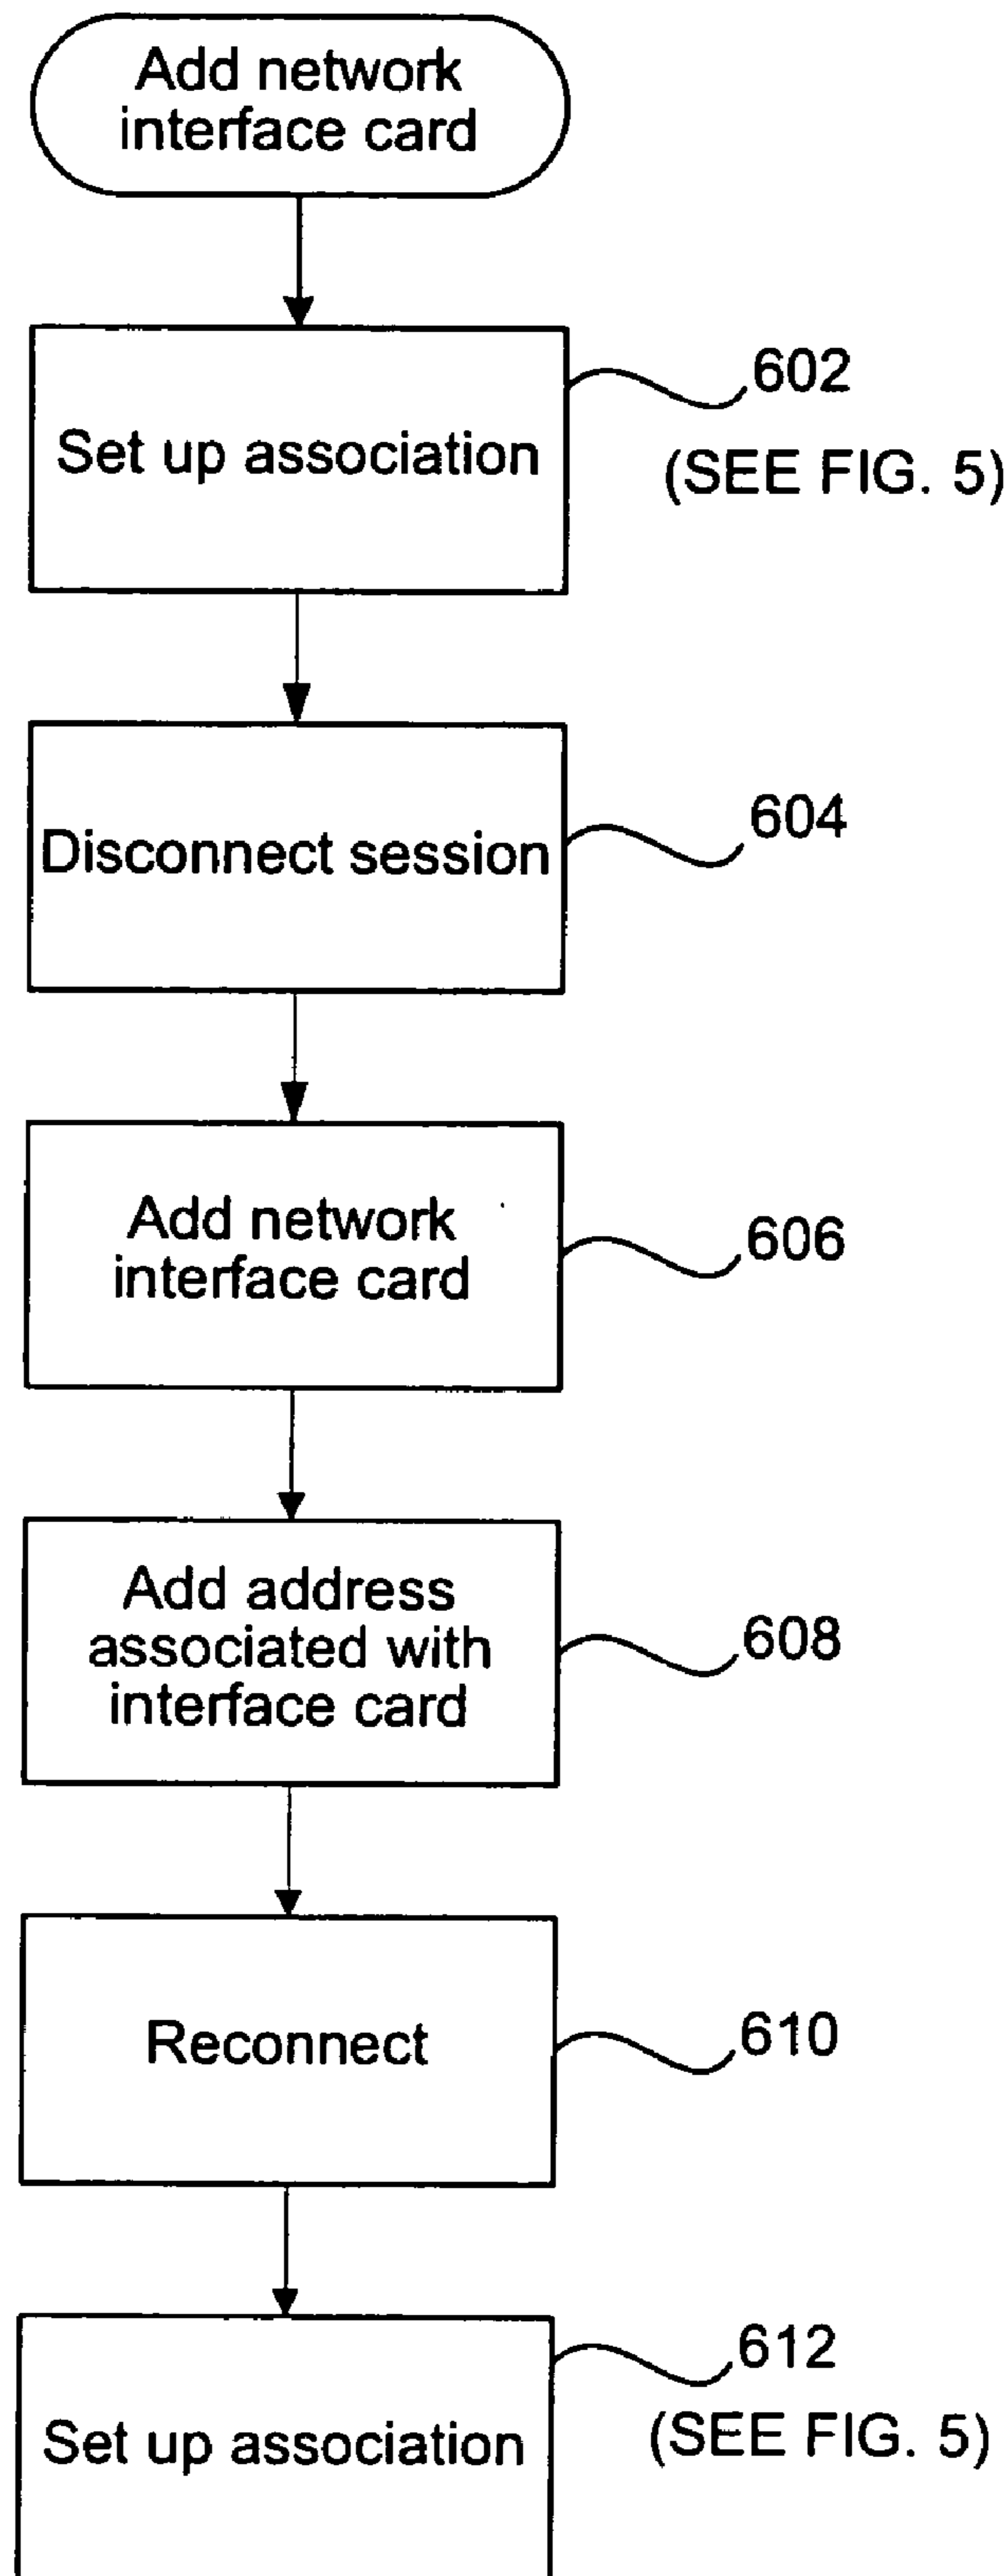 Add network
interface card
602
Set up association
(SEE FIG. 5)
604
Disconnect session
Add network
interface card
606
Add address
associated with
interface card
608
Reconnect
610
612
Set up association
(SEE FIG. 5)